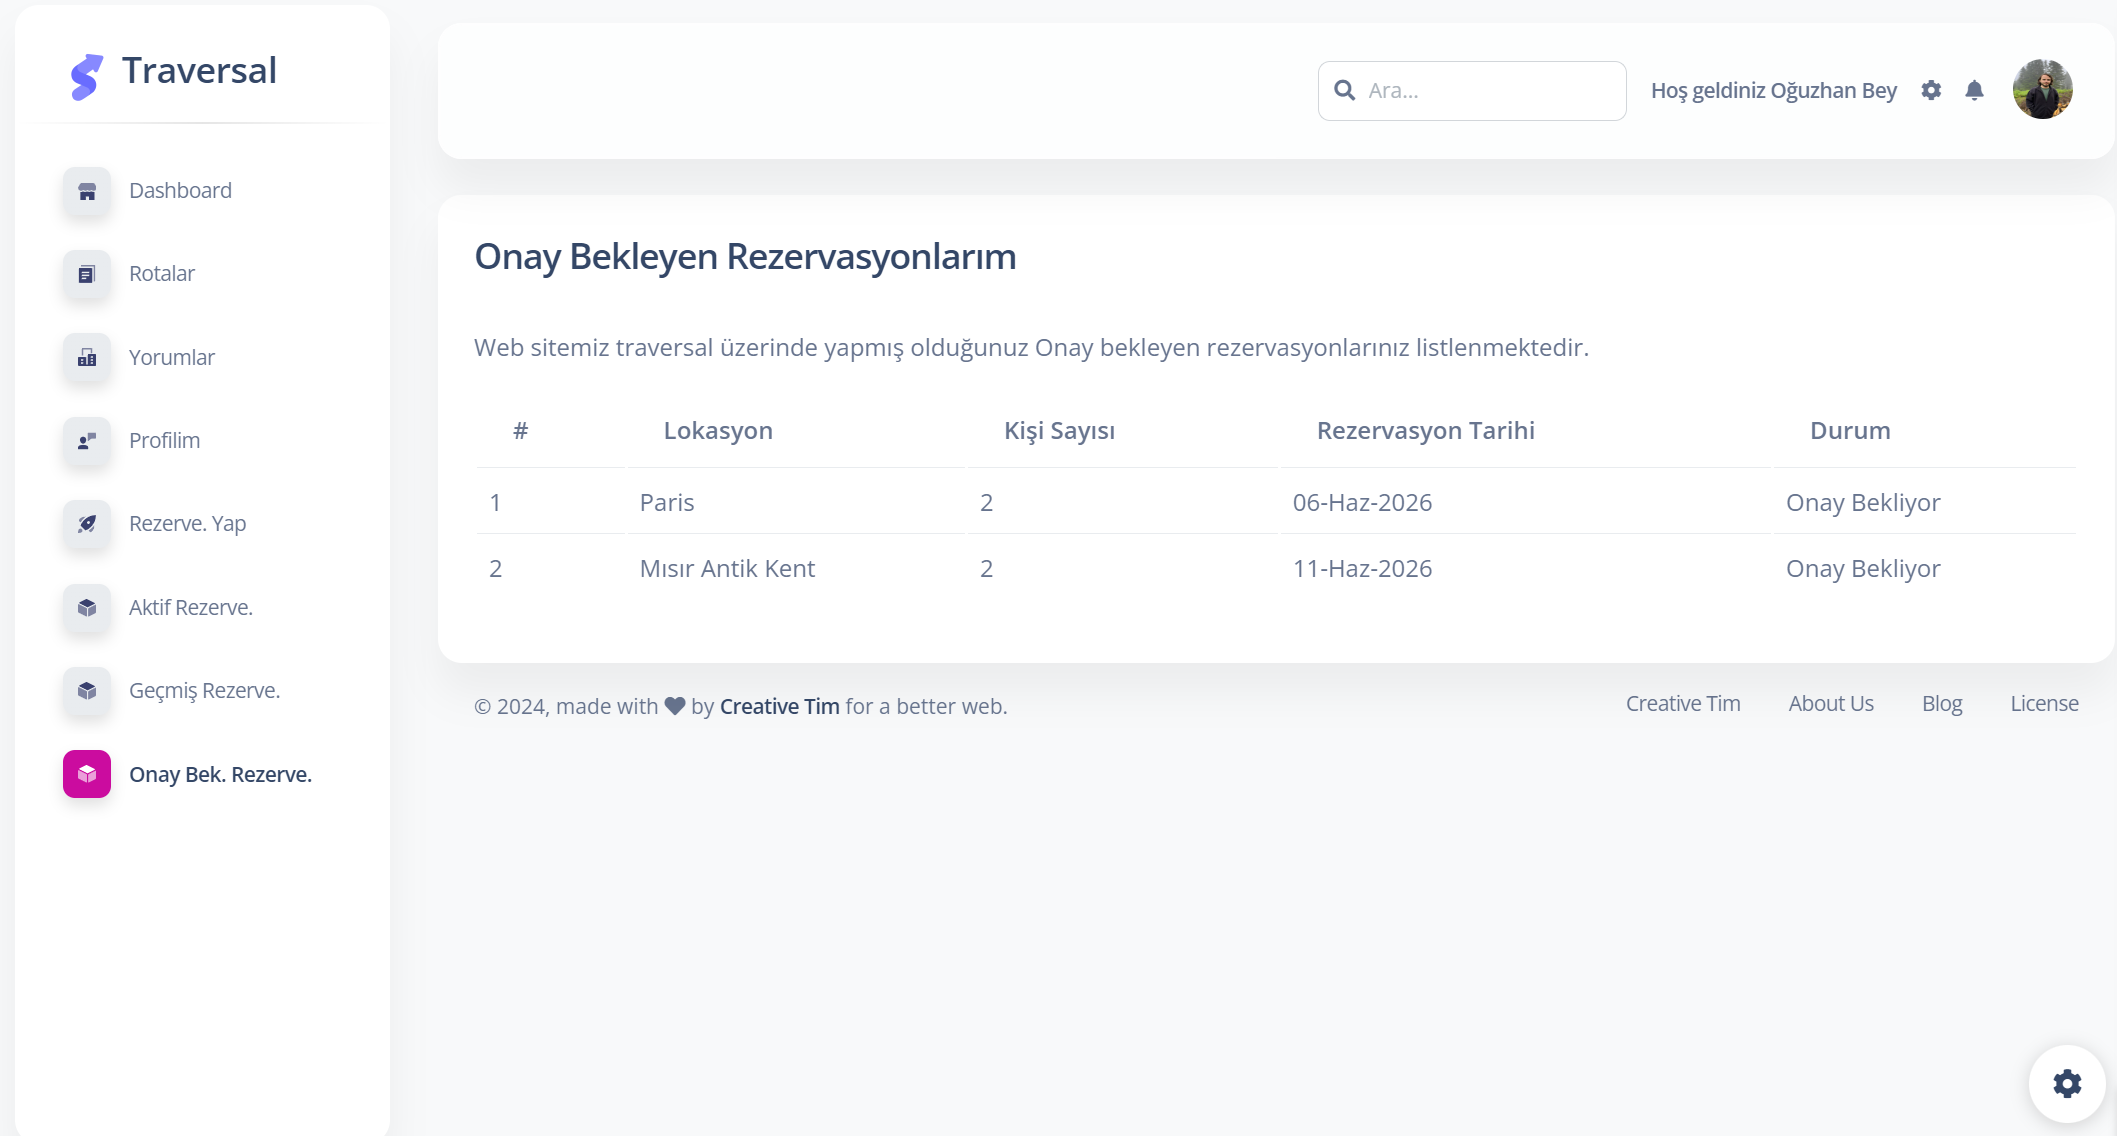 Traversal
Dashboard
Rotalar
Yorumlar
Profilim
Rezerve. Yap
Aktif Rezerve.
Geçmiş Rezerve.
Onay Bek. Rezerve.
Ara...
Hoş geldiniz Oğuzhan Bey
Onay Bekleyen Rezervasyonlarım
Web sitemiz traversal üzerinde yapmış olduğunuz Onay bekleyen rezervasyonlarınız listlenmektedir.
# Lokasyon Kişi Sayısı Rezervasyon Tarihi Durum
1 Paris 2 06-Haz-2026 Onay Bekliyor
2 Mısır Antik Kent 2 11-Haz-2026 Onay Bekliyor
© 2024, made with ♥ by Creative Tim for a better web.
Creative Tim About Us Blog License